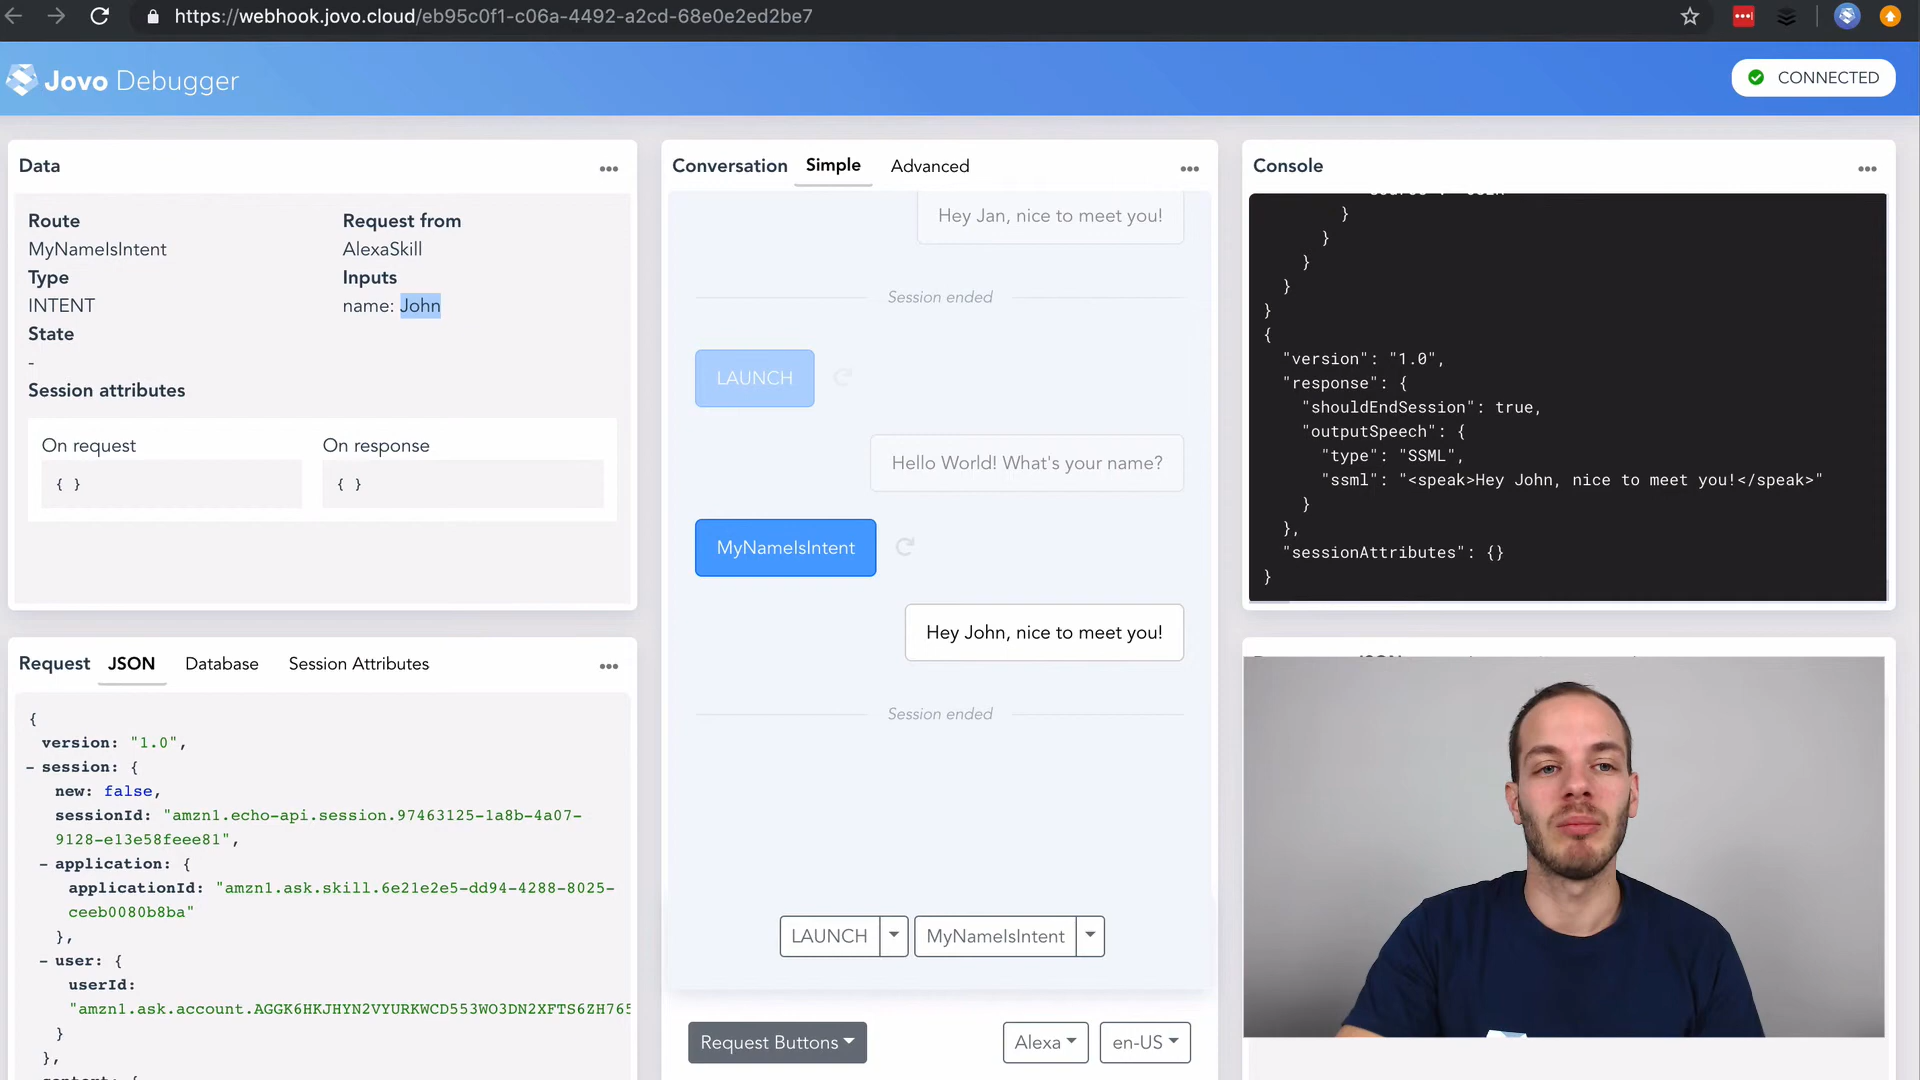 https://webhook.jovo.cloud/eb95c0f1-c06a-4492-a2cd-68e0e2ed2be7
Jovo Debugger
CONNECTED
Data
Route
MyNameIsIntent
Type
INTENT
State
-
Request from
AlexaSkill
Inputs
name: John
Session attributes
On request
{ }
On response
{ }
Request JSON Database Session Attributes
{
version: "1.0",
- session: {
new: false,
sessionId: "amzn1.echo-api.session.97463125-1a8b-4a07-
9128-e13e58feee81",
- application: {
applicationId: "amzn1.ask.skill.6e21e2e5-dd94-4288-8025-
ceeb0080b8ba"
},
- user: {
userId:
"amzn1.ask.account.AGGK6HKJHYN2VYURKWCD553WO3DN2XFTS6ZH765
}
},
Conversation Simple Advanced
Hey Jan, nice to meet you!
Session ended
LAUNCH
Hello World! What's your name?
MyNameIsIntent
Hey John, nice to meet you!
Session ended
LAUNCH MyNameIsIntent
Request Buttons Alexa en-US
Console
}
}
}
}
}
{
"version": "1.0",
"response": {
"shouldEndSession": true,
"outputSpeech": {
"type": "SSML",
"ssml": "<speak>Hey John, nice to meet you!</speak>"
}
},
"sessionAttributes": {}
}